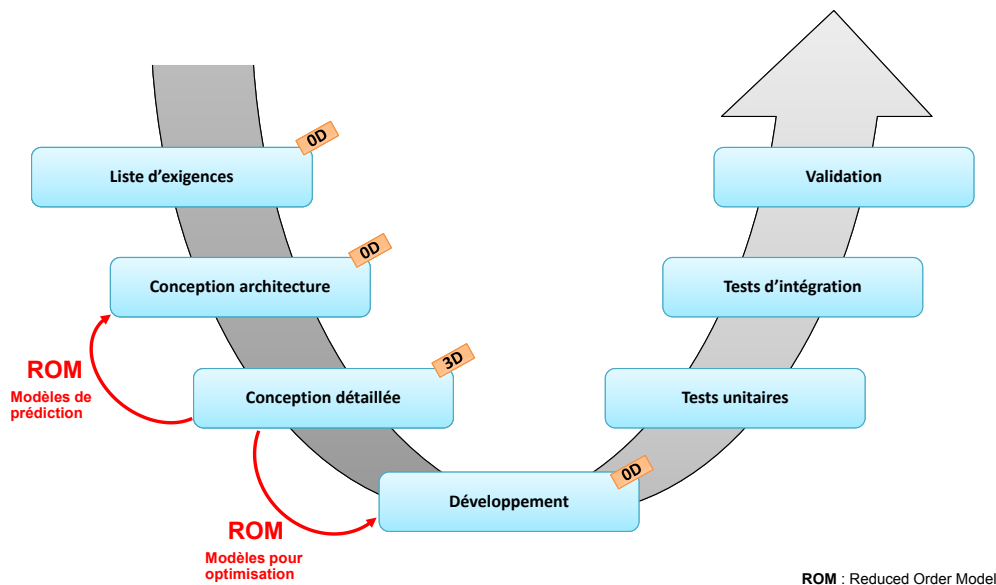 0D
Liste d'exigences
Validation
0D
Conception architecture
Tests d'intégration
ROM
Modèles de
prédiction
3D
Conception détaillée
Tests unitaires
0D
Développement
ROM
Modèles pour
optimisation
ROM : Reduced Order Model